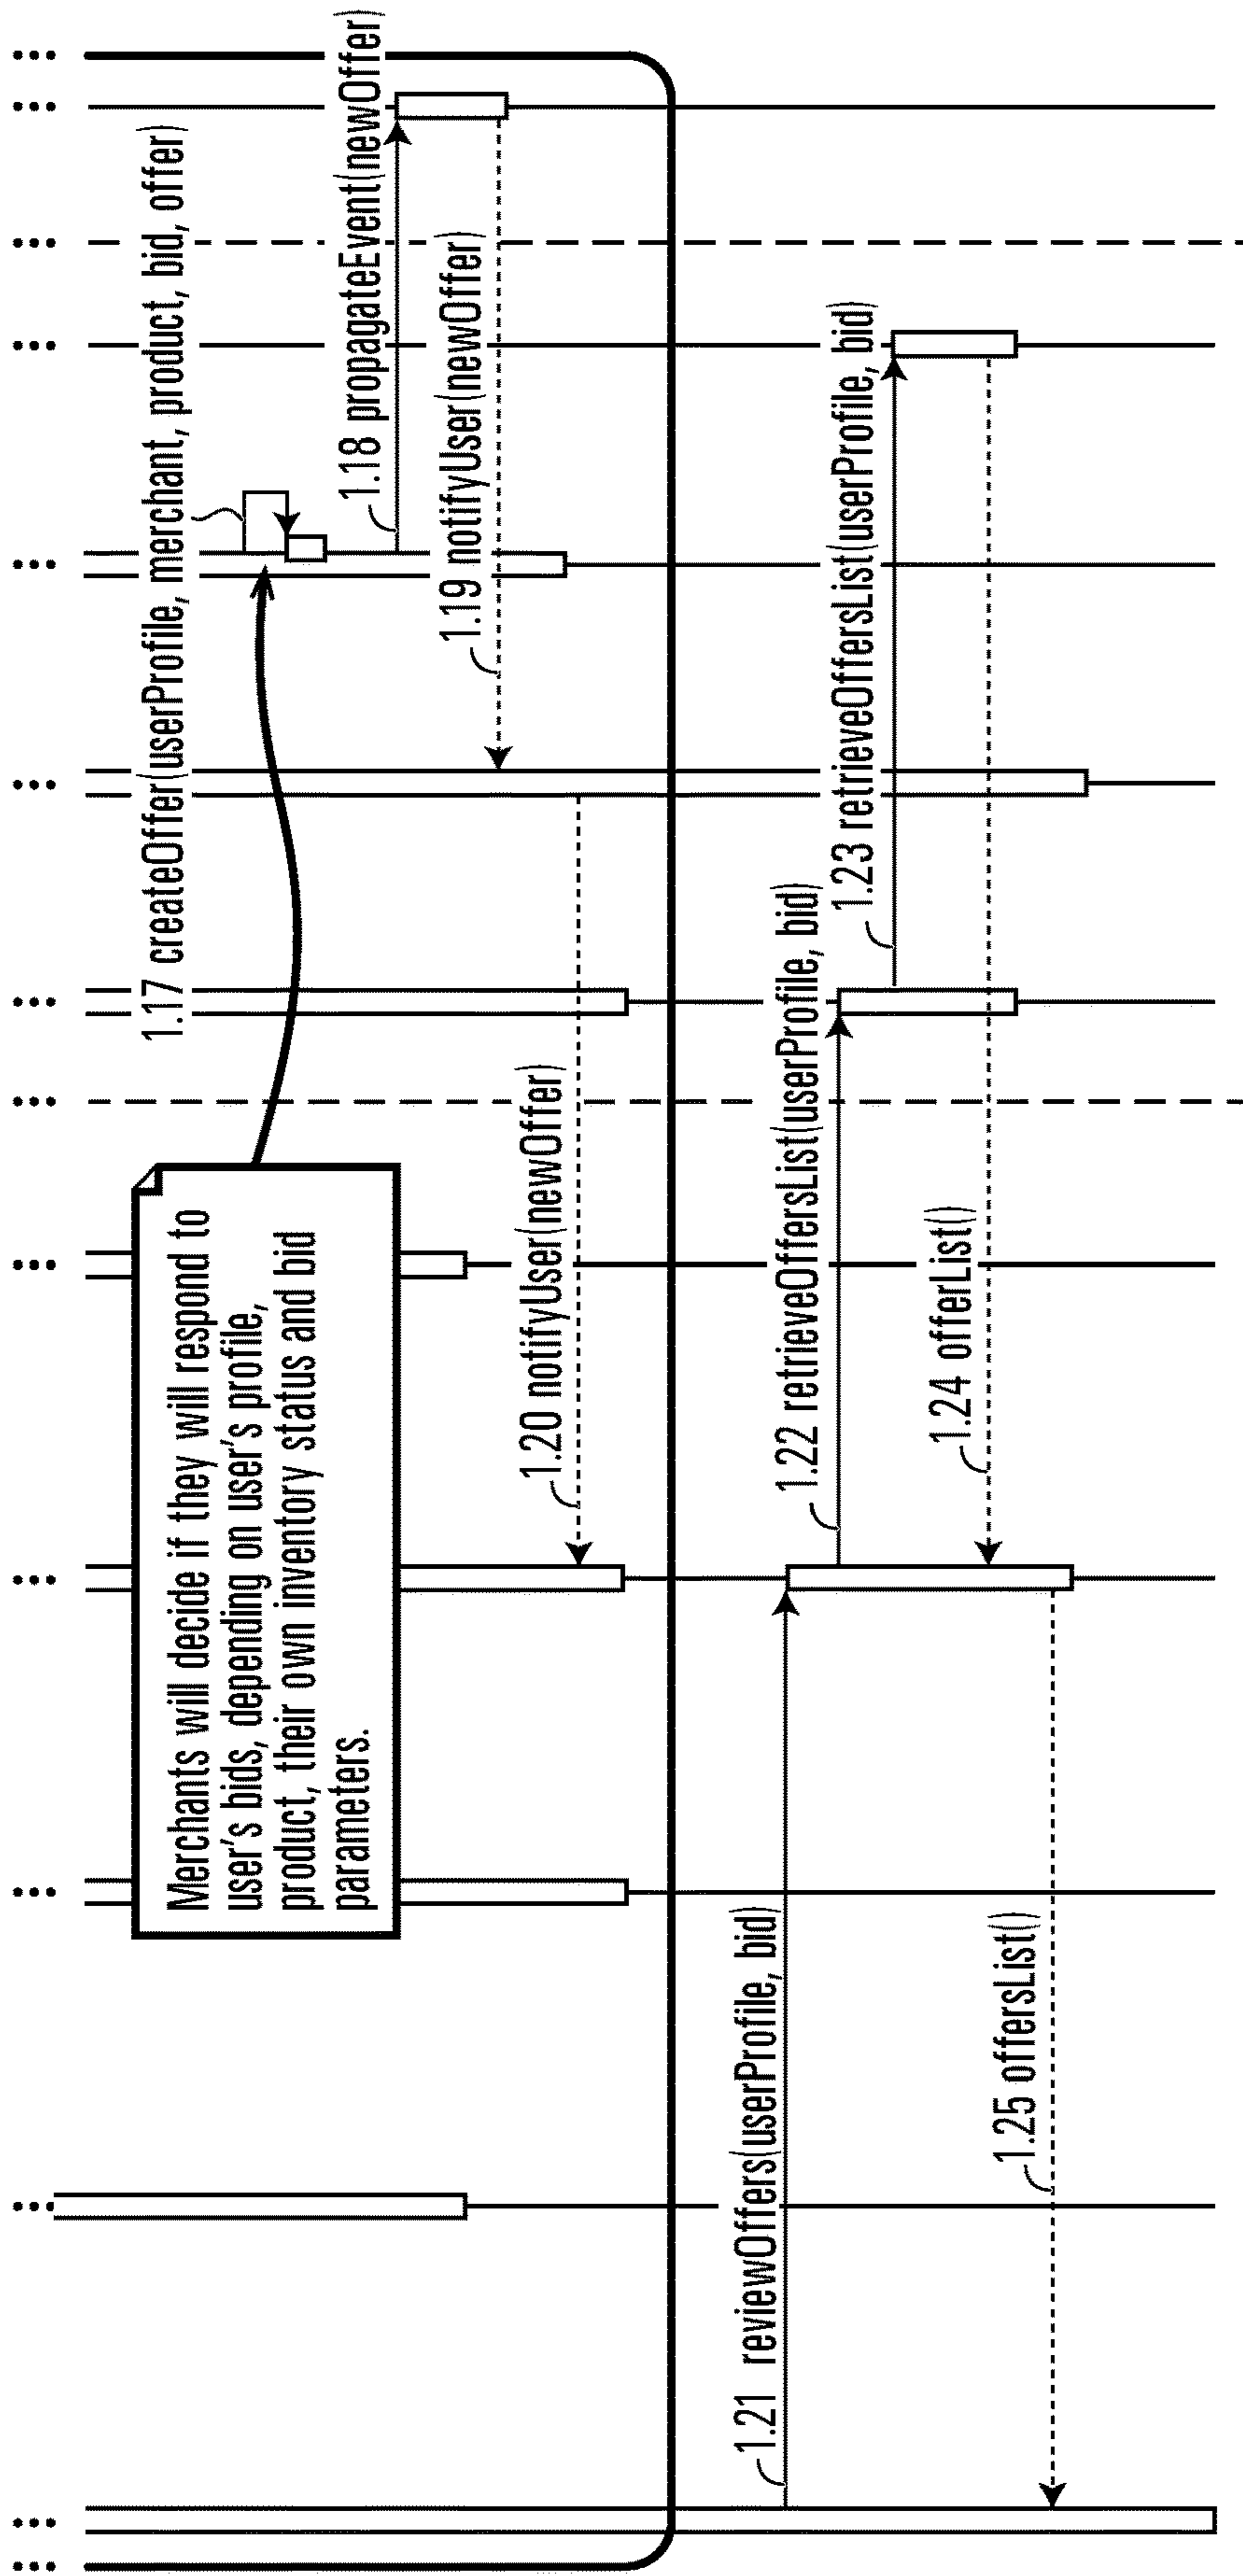 1.17 createOffer(userProfile, merchant, product, bid, offer)
Merchants will decide if they will respond to
user's bids, depending on user's profile,
product, their own inventory status and bid
parameters.
1.18 propagateEvent(newOffer)
1.19 notifyUser(newOffer)
1.20 notifyUser(newOffer)
1.21 reviewOffers(userProfile, bid)
1.22 retrieveOffersList(userProfile, bid)
1.23 retrieveOffersList(userProfile, bid)
1.24 offerList()
1.25 offersList()